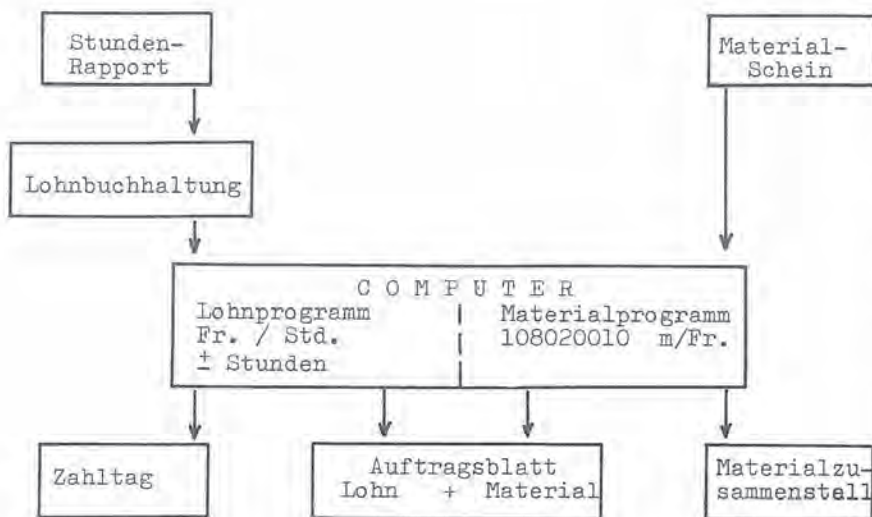 Stunden-
Rapport
Material-
Schein
Lohnbuchhaltung
C O M P U T E R
Lohnprogramm
Fr. / Std.
± Stunden
Materialprogramm
108020010 m/Fr.
Zahltag
Auftragsblatt
Lohn + Material
Materialzu-
sammenstell